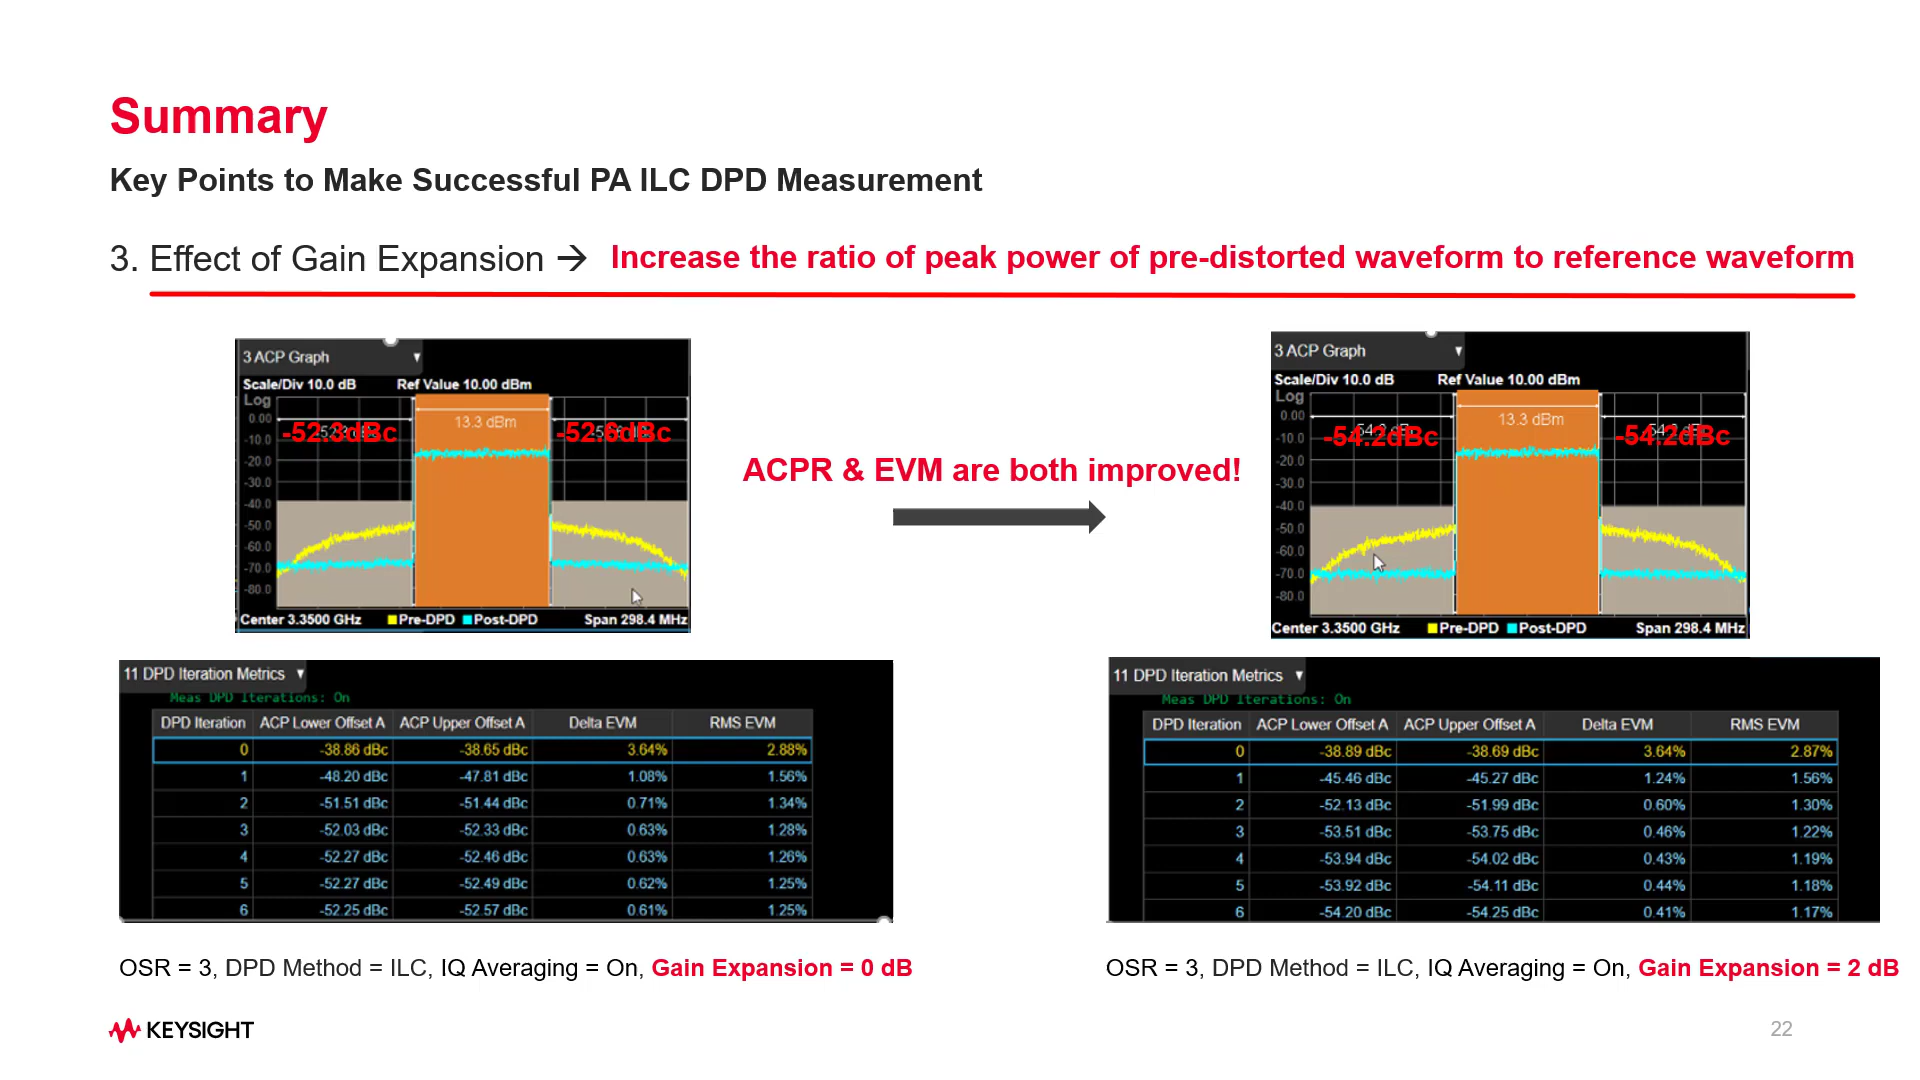 Summary
Key Points to Make Successful PA ILC DPD Measurement
3. Effect of Gain Expansion → Increase the ratio of peak power of pre-distorted waveform to reference waveform
3 ACP Graph
Scale/Div 10.0 dB Ref Value 10.00 dBm
Log
0.00
-10.0
-20.0
-30.0
-40.0
-50.0
-60.0
-70.0
-80.0
-52.3dBc 13.3 dBm -52.6dBc
Center 3.3500 GHz Pre-DPD Post-DPD Span 298.4 MHz
ACPR & EVM are both improved!
3 ACP Graph
Scale/Div 10.0 dB Ref Value 10.00 dBm
Log
0.00
-10.0
-20.0
-30.0
-40.0
-50.0
-60.0
-70.0
-80.0
-54.2dBc 13.3 dBm -54.2dBc
Center 3.3500 GHz Pre-DPD Post-DPD Span 298.4 MHz
11 DPD Iteration Metrics
Meas DPD Iterations: On
DPD Iteration ACP Lower Offset A ACP Upper Offset A Delta EVM RMS EVM
0 -38.86 dBc -38.65 dBc 3.64% 2.88%
1 -48.20 dBc -47.81 dBc 1.08% 1.56%
2 -51.51 dBc -51.44 dBc 0.71% 1.34%
3 -52.03 dBc -52.33 dBc 0.63% 1.28%
4 -52.27 dBc -52.46 dBc 0.63% 1.26%
5 -52.27 dBc -52.49 dBc 0.62% 1.25%
6 -52.25 dBc -52.57 dBc 0.61% 1.25%
OSR = 3, DPD Method = ILC, IQ Averaging = On, Gain Expansion = 0 dB
11 DPD Iteration Metrics
Meas DPD Iterations: On
DPD Iteration ACP Lower Offset A ACP Upper Offset A Delta EVM RMS EVM
0 -38.89 dBc -38.69 dBc 3.64% 2.87%
1 -45.46 dBc -45.27 dBc 1.24% 1.56%
2 -52.13 dBc -51.99 dBc 0.60% 1.30%
3 -53.51 dBc -53.75 dBc 0.46% 1.22%
4 -53.94 dBc -54.02 dBc 0.43% 1.19%
5 -53.92 dBc -54.11 dBc 0.44% 1.18%
6 -54.20 dBc -54.25 dBc 0.41% 1.17%
OSR = 3, DPD Method = ILC, IQ Averaging = On, Gain Expansion = 2 dB
KEYSIGHT
22